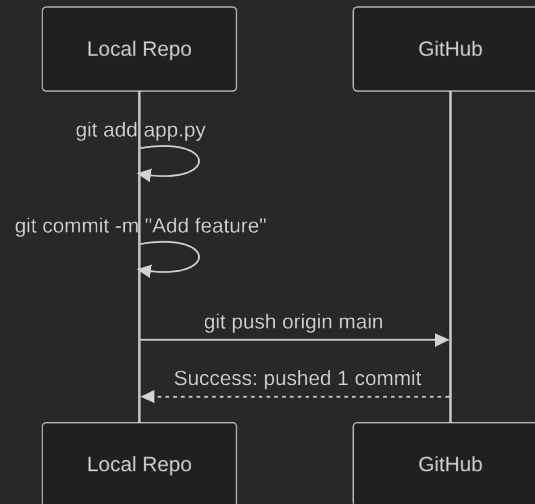 Local Repo
GitHub
git add app.py
git commit -m "Add feature"
git push origin main
Success: pushed 1 commit
Local Repo
GitHub